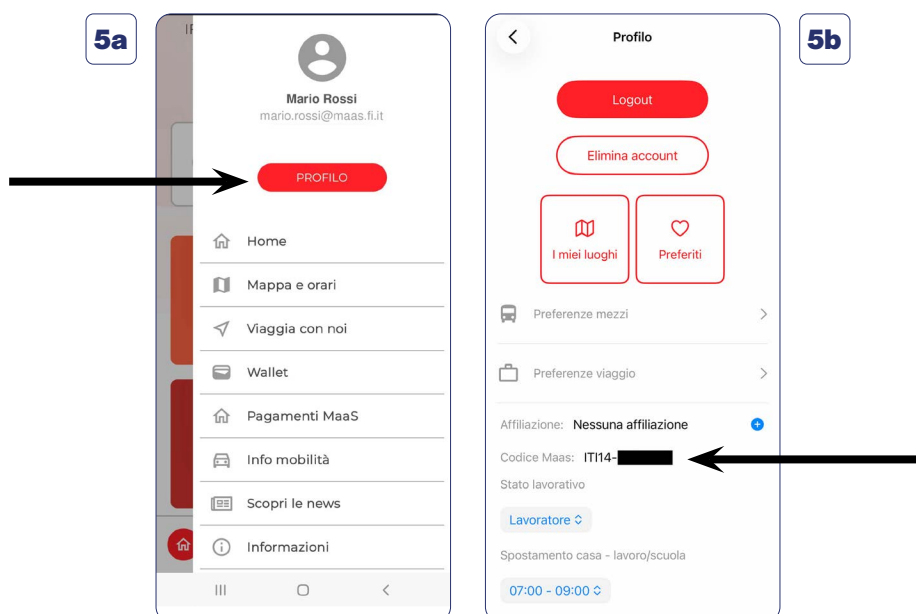 5a
IF
Mario Rossi
mario.rossi@maas.fi.it
PROFILO
Home
Mappa e orari
Viaggia con noi
Wallet
Pagamenti MaaS
Info mobilità
Scopri le news
Informazioni
5b
Profilo
Logout
Elimina account
I miei luoghi
Preferiti
Preferenze mezzi
Preferenze viaggio
Affiliazione: Nessuna affiliazione
Codice Maas: ITI14-
Stato lavorativo
Lavoratore
Spostamento casa - lavoro/scuola
07:00 - 09:00